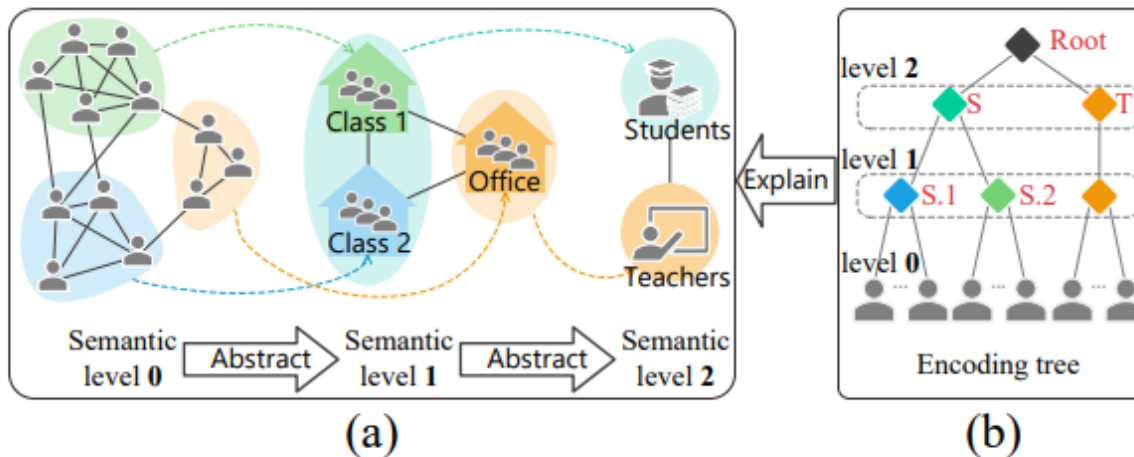 Class 1
Class 2
Office
Students
Teachers
Semantic
level 0
Abstract
Semantic
level 1
Abstract
Semantic
level 2
(a)
Explain
Root
level 2
S
T
level 1
S.1
S.2
level 0
...
...
...
Encoding tree
(b)